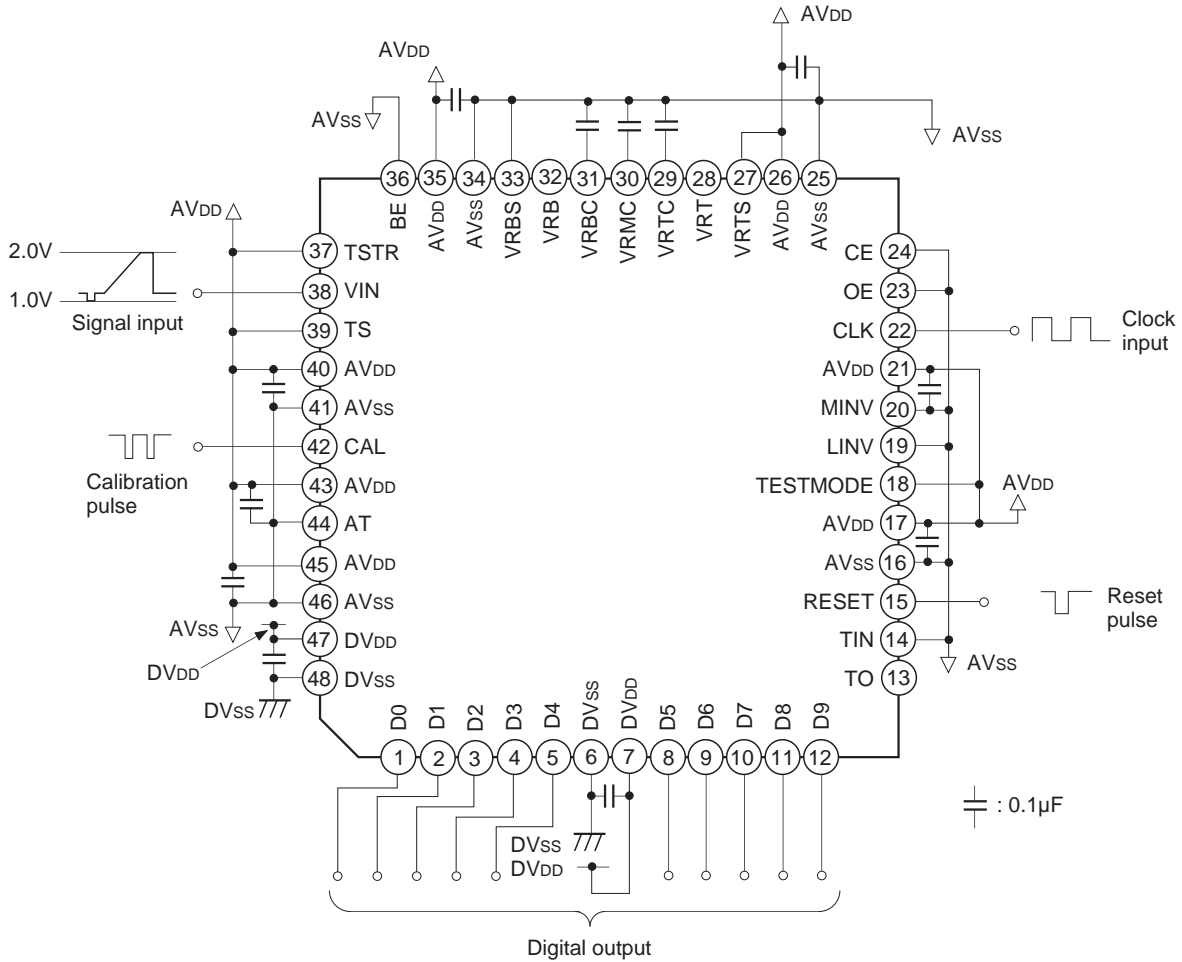 AVDD
AVDD
AVSS
AVSS
36 35 34 33 32 31 30 29 28 27 26 25
BE AVDD AVSS VRBS VRB VRBC VRMC VRTC VRT VRTS AVDD AVSS
AVDD
2.0V
1.0V
Signal input
Calibration
pulse
AVSS
DVDD
DVSS
37 TSTR
38 VIN
39 TS
40 AVDD
41 AVSS
42 CAL
43 AVDD
44 AT
45 AVDD
46 AVSS
47 DVDD
48 DVSS
CE 24
OE 23
CLK 22
AVDD 21
MINV 20
LINV 19
TESTMODE 18
AVDD 17
AVSS 16
RESET 15
TIN 14
TO 13
Clock
input
AVDD
Reset
pulse
AVSS
D0 D1 D2 D3 D4 DVSS DVDD D5 D6 D7 D8 D9
1 2 3 4 5 6 7 8 9 10 11 12
DVSS
DVDD
: 0.1µF
Digital output